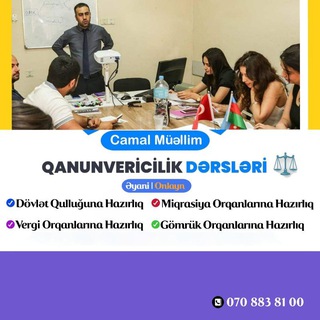 Camal Müəllim
QANUNVERİCİLİK DƏRSLƏRİ
Əyani | Onlayn
Dövlət Qulluğuna Hazırlıq
Miqrasiya Orqanlarına Hazırlıq
Vergi Orqanlarına Hazırlıq
Gömrük Orqanlarına Hazırlıq
070 883 81 00